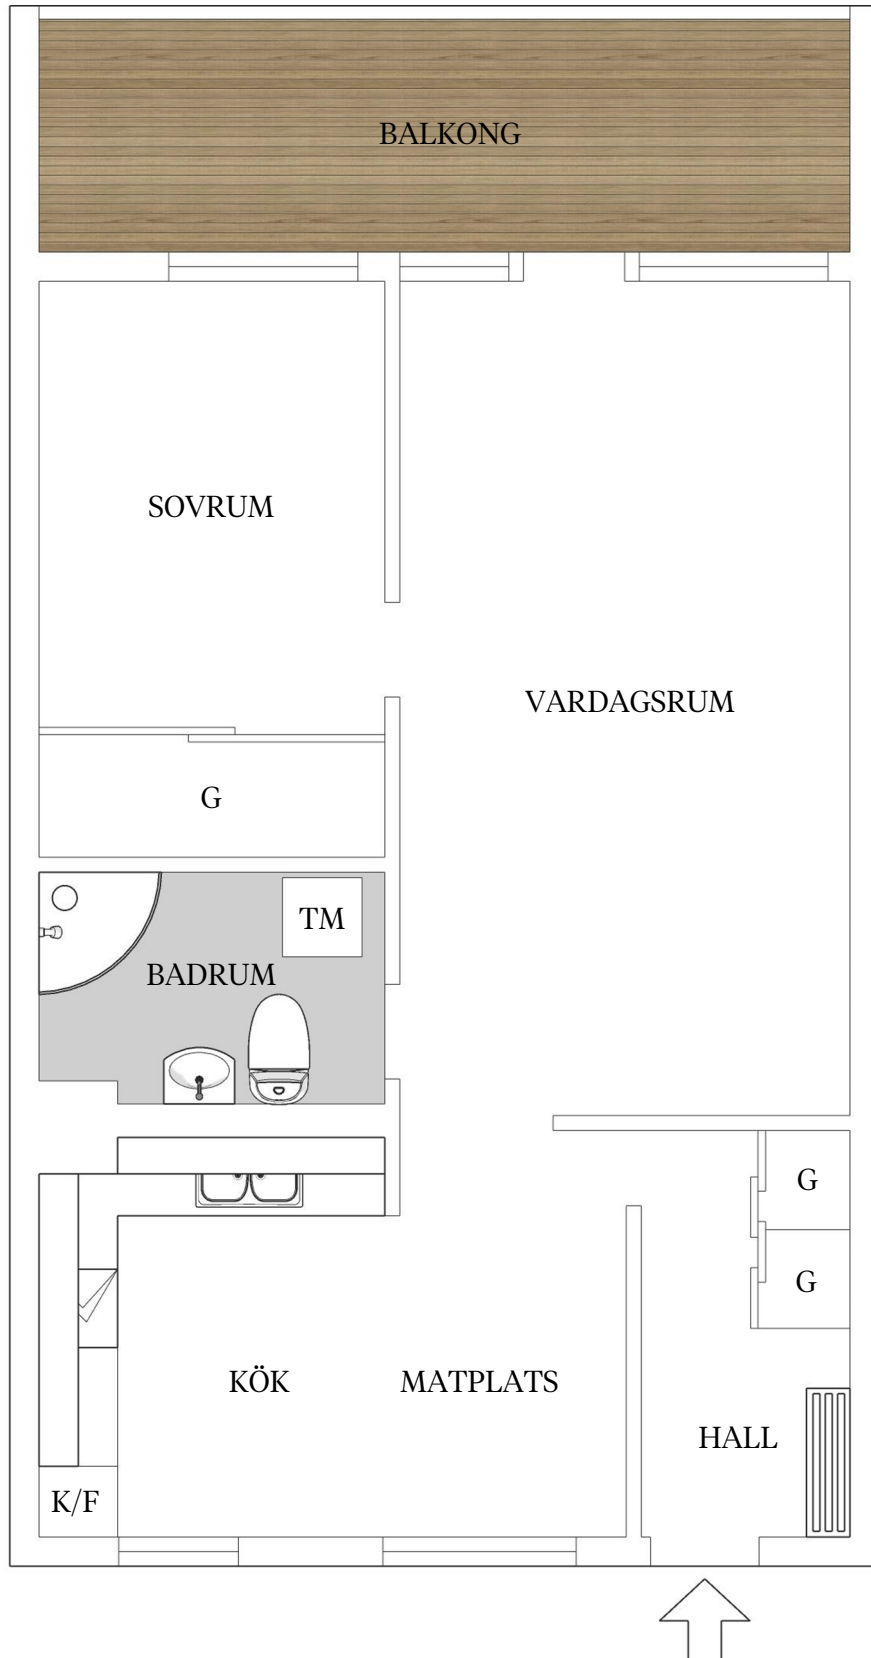 BALKONG
SOVRUM
VARDAGSRUM
G
TM
BADRUM
G
G
KÖK
MATPLATS
HALL
K/F